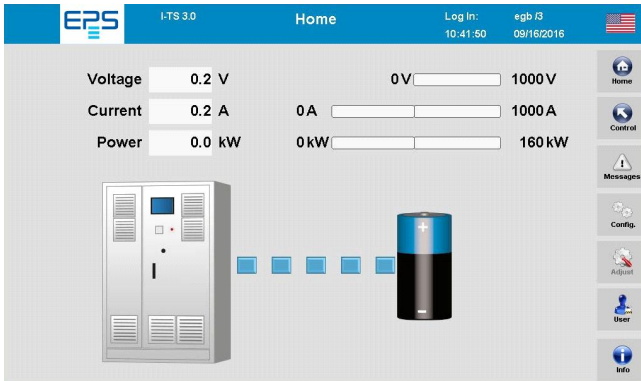 EPS
I-TS 3.0
Home
Log In:
egb /3
10:41:50
09/16/2016
Voltage 0.2 V
0 V 1000 V
Current 0.2 A
0 A 1000 A
Power 0.0 kW
0 kW 160 kW
Home
Control
Messages
Config.
Adjust
User
Info
+
-